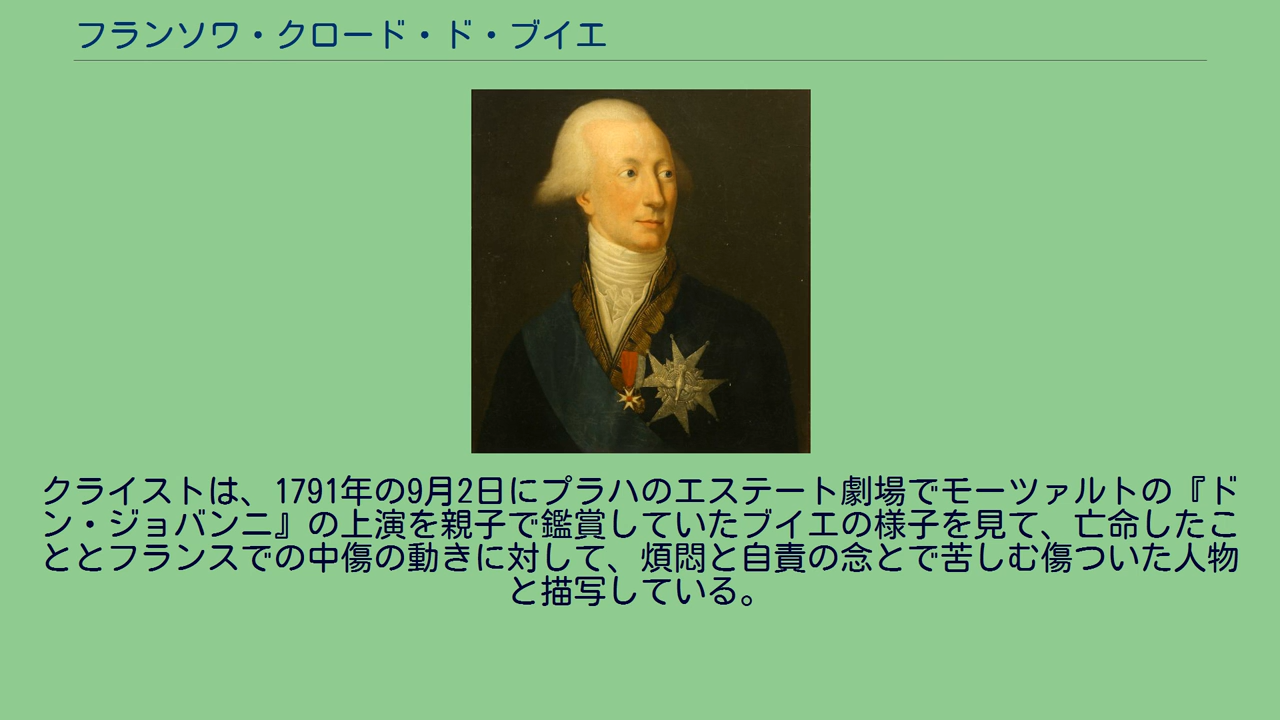 フランソワ・クロード・ド・ブイエ
クライストは、1791年の9月2日にプラハのエステート劇場でモーツァルトの『ド
ン・ジョバンニ』の上演を親子で鑑賞していたブイエの様子を見て、亡命したこ
ととフランスでの中傷の動きに対して、煩悶と自責の念とで苦しむ傷ついた人物
と描写している。